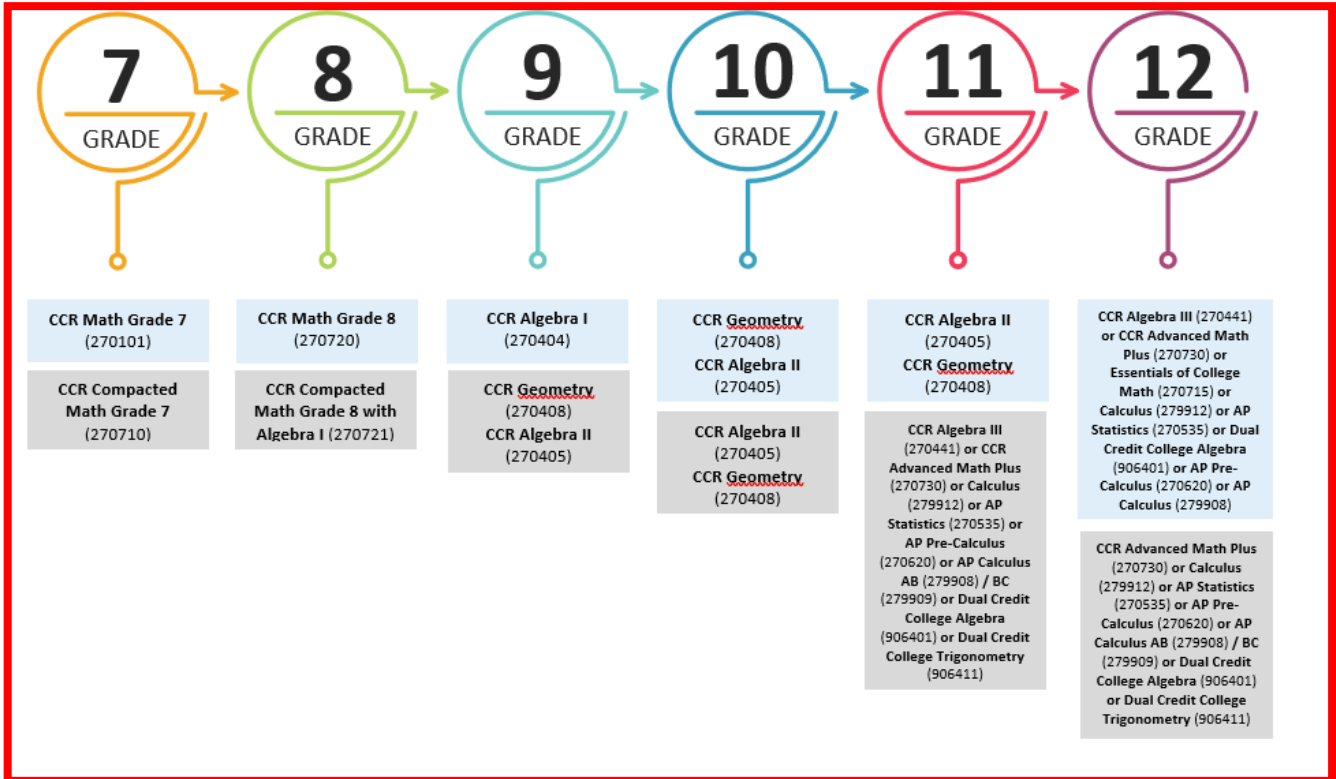 7
GRADE
8
GRADE
9
GRADE
10
GRADE
11
GRADE
12
GRADE
CCR Math Grade 7
(270101)
CCR Compacted
Math Grade 7
(270710)
CCR Math Grade 8
(270720)
CCR Compacted
Math Grade 8 with
Algebra I (270721)
CCR Algebra I
(270404)
CCR Geometry
(270408)
CCR Algebra II
(270405)
CCR Geometry
(270408)
CCR Algebra II
(270405)
CCR Algebra II
(270405)
CCR Geometry
(270408)
CCR Algebra II
(270405)
CCR Geometry
(270408)
CCR Algebra III
(270441) or CCR
Advanced Math Plus
(270730) or Calculus
(279912) or AP
Statistics (270535) or
AP Pre-Calculus
(270620) or AP Calculus
AB (279908) / BC
(279909) or Dual Credit
College Algebra
(906401) or Dual Credit
College Trigonometry
(906411)
CCR Algebra III (270441)
or CCR Advanced Math
Plus (270730) or
Essentials of College
Math (270715) or
Calculus (279912) or AP
Statistics (270535) or Dual
Credit College Algebra
(906401) or AP Pre-
Calculus (270620) or AP
Calculus (279908)
CCR Advanced Math Plus
(270730) or Calculus
(279912) or AP Statistics
(270535) or AP Pre-
Calculus (270620) or AP
Calculus AB (279908) / BC
(279909) or Dual Credit
College Algebra (906401)
or Dual Credit College
Trigonometry (906411)